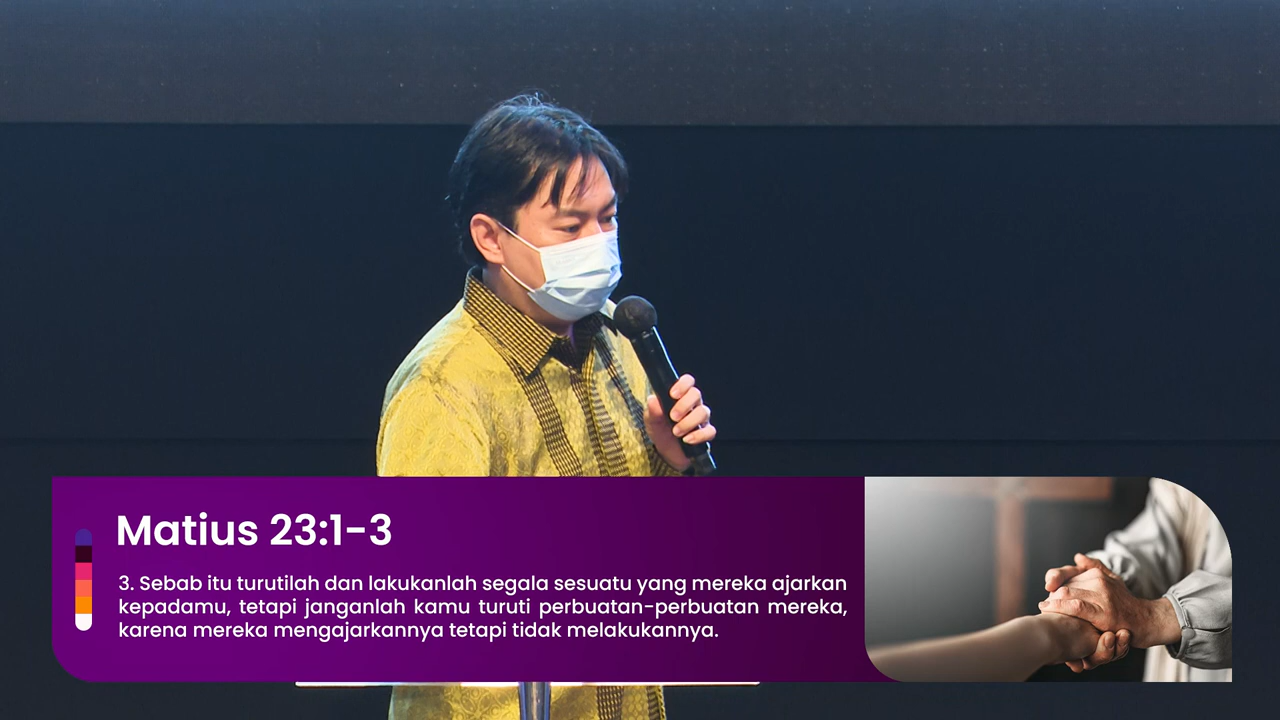 Matius 23:1-3
3. Sebab itu turutilah dan lakukanlah segala sesuatu yang mereka ajarkan
kepadamu, tetapi janganlah kamu turuti perbuatan-perbuatan mereka,
karena mereka mengajarkannya tetapi tidak melakukannya.